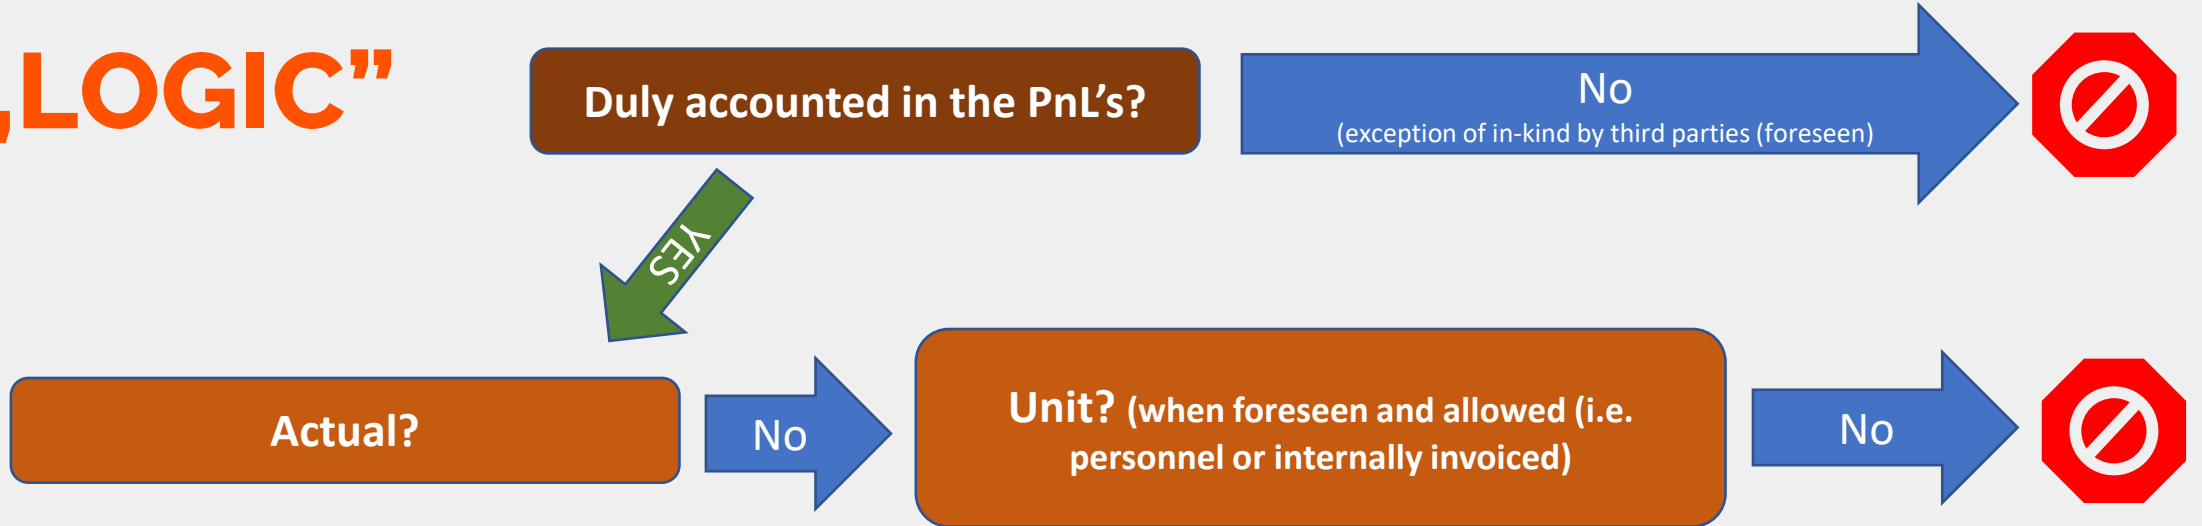 „LOGIC”
Duly accounted in the PnL’s?
No
(exception of in-kind by third parties (foreseen)
YES
Actual?
No
Unit? (when foreseen and allowed (i.e.
personnel or internally invoiced)
No